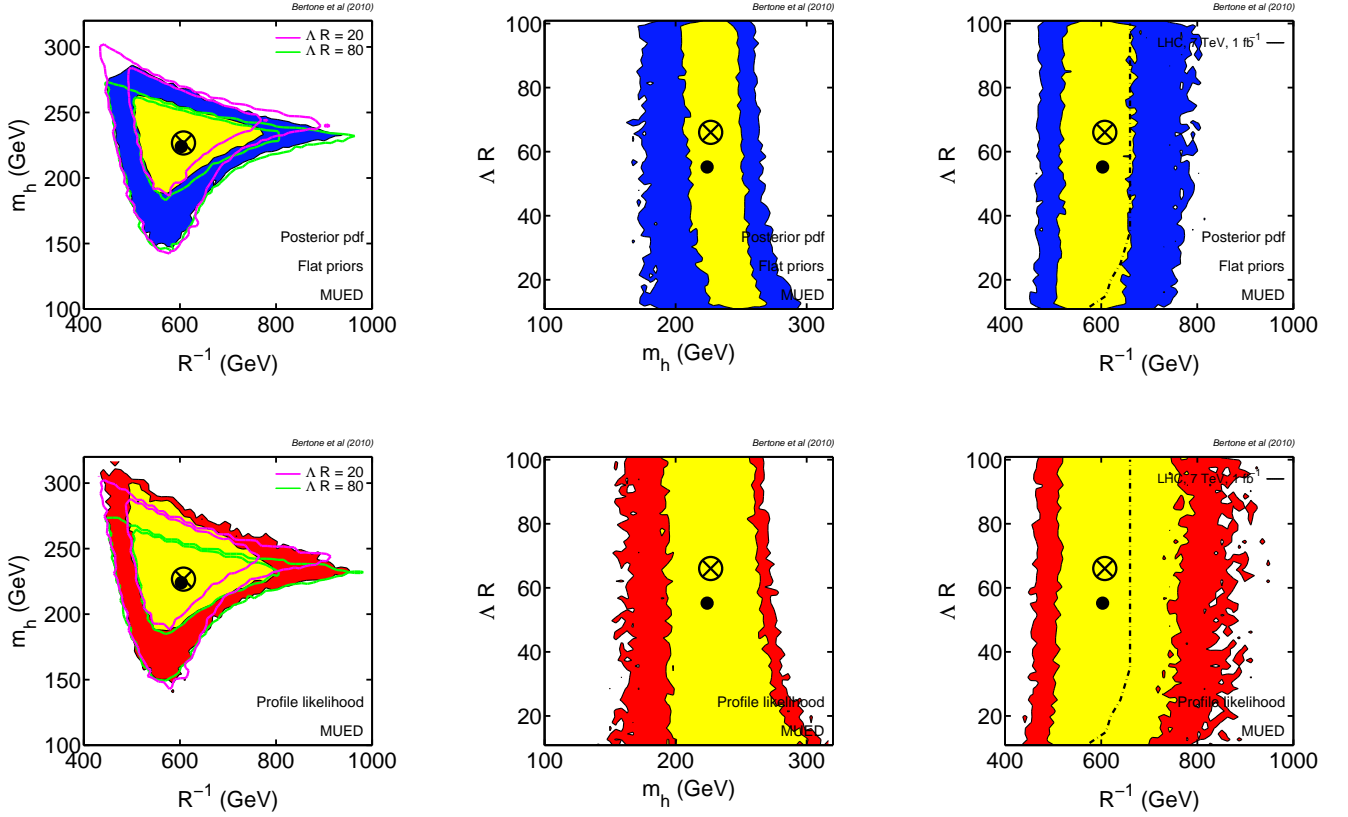 Bertone et al (2010)
Λ R = 20
Λ R = 80
300
250
200
150
100
m_h (GeV)
Posterior pdf
Flat priors
MUED
400 600 800 1000
R⁻¹ (GeV)
Bertone et al (2010)
100
80
60
40
20
Λ R
Posterior pdf
Flat priors
MUED
100 200 300
m_h (GeV)
Bertone et al (2010)
LHC, 7 TeV, 1 fb⁻¹
100
80
60
40
20
Λ R
Posterior pdf
Flat priors
MUED
400 600 800 1000
R⁻¹ (GeV)
Bertone et al (2010)
Λ R = 20
Λ R = 80
300
250
200
150
100
m_h (GeV)
Profile likelihood
MUED
400 600 800 1000
R⁻¹ (GeV)
Bertone et al (2010)
100
80
60
40
20
Λ R
Profile likelihood
MUED
100 200 300
m_h (GeV)
Bertone et al (2010)
LHC, 7 TeV, 1 fb⁻¹
100
80
60
40
20
Λ R
Profile likelihood
MUED
400 600 800 1000
R⁻¹ (GeV)